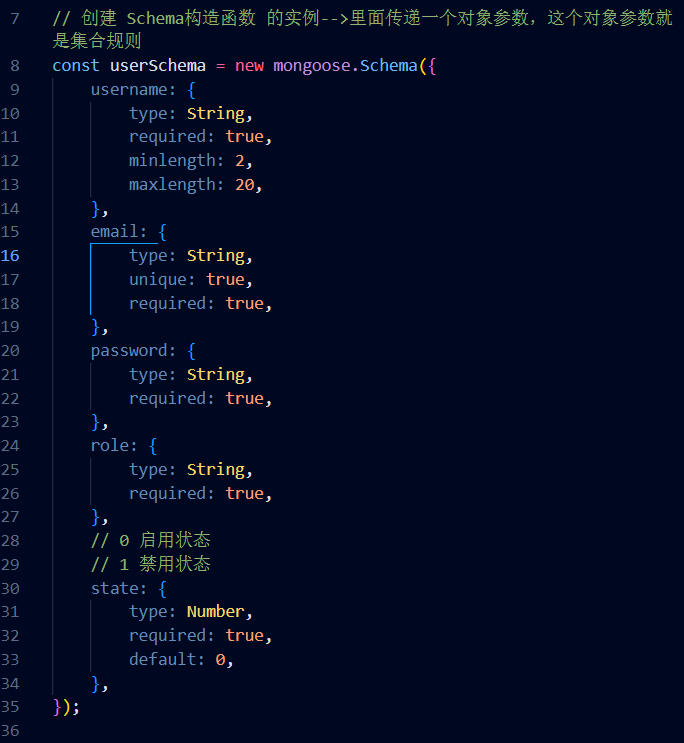 7 // 创建 Schema构造函数 的实例-->里面传递一个对象参数，这个对象参数就
是集合规则
8 const userSchema = new mongoose.Schema({
9     username: {
10         type: String,
11         required: true,
12         minlength: 2,
13         maxlength: 20,
14     },
15     email: {
16         type: String,
17         unique: true,
18         required: true,
19     },
20     password: {
21         type: String,
22         required: true,
23     },
24     role: {
25         type: String,
26         required: true,
27     },
28     // 0 启用状态
29     // 1 禁用状态
30     state: {
31         type: Number,
32         required: true,
33         default: 0,
34     },
35 });
36